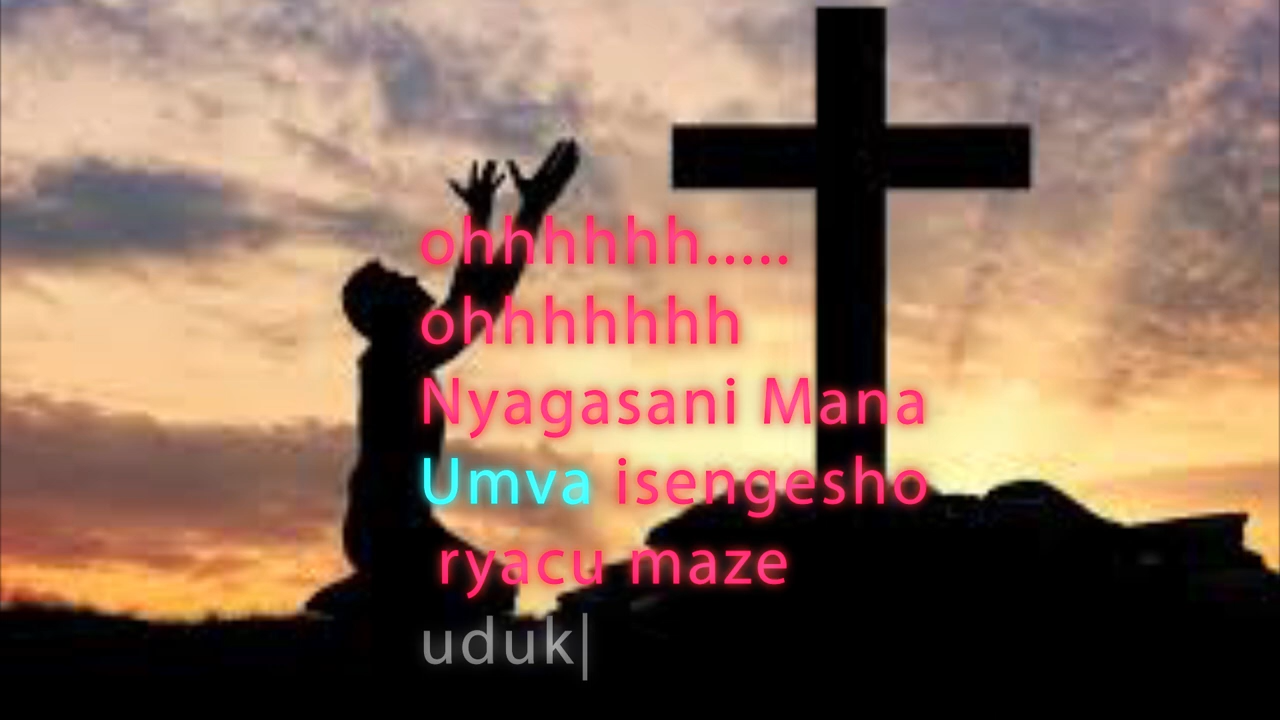 ohhhhhh.....
ohhhhhhh
Nyagasani Mana
Umva isengesho
ryacu maze
uduk|